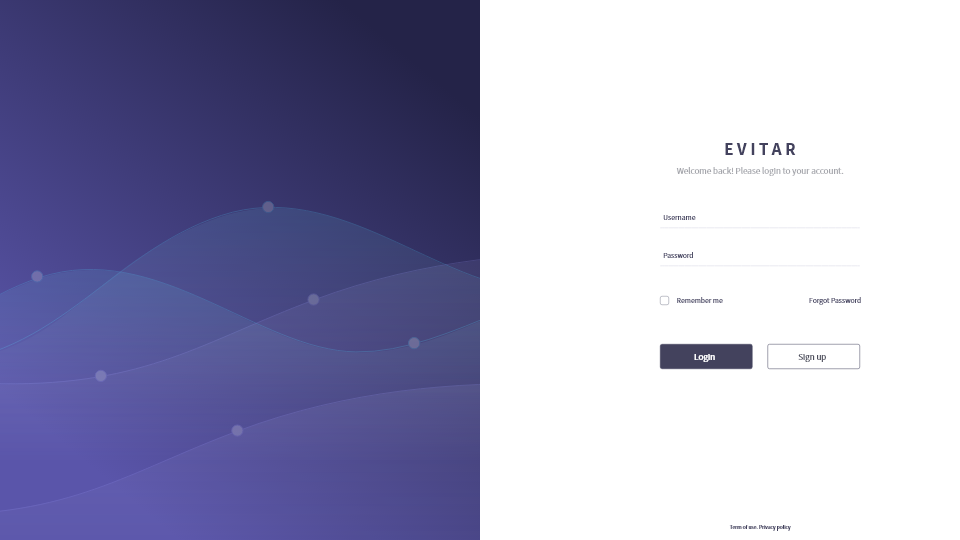 EVITAR
Welcome back! Please login to your account.
Username
Password
Remember me
Forgot Password
Login
Sign up
Term of use. Privacy policy